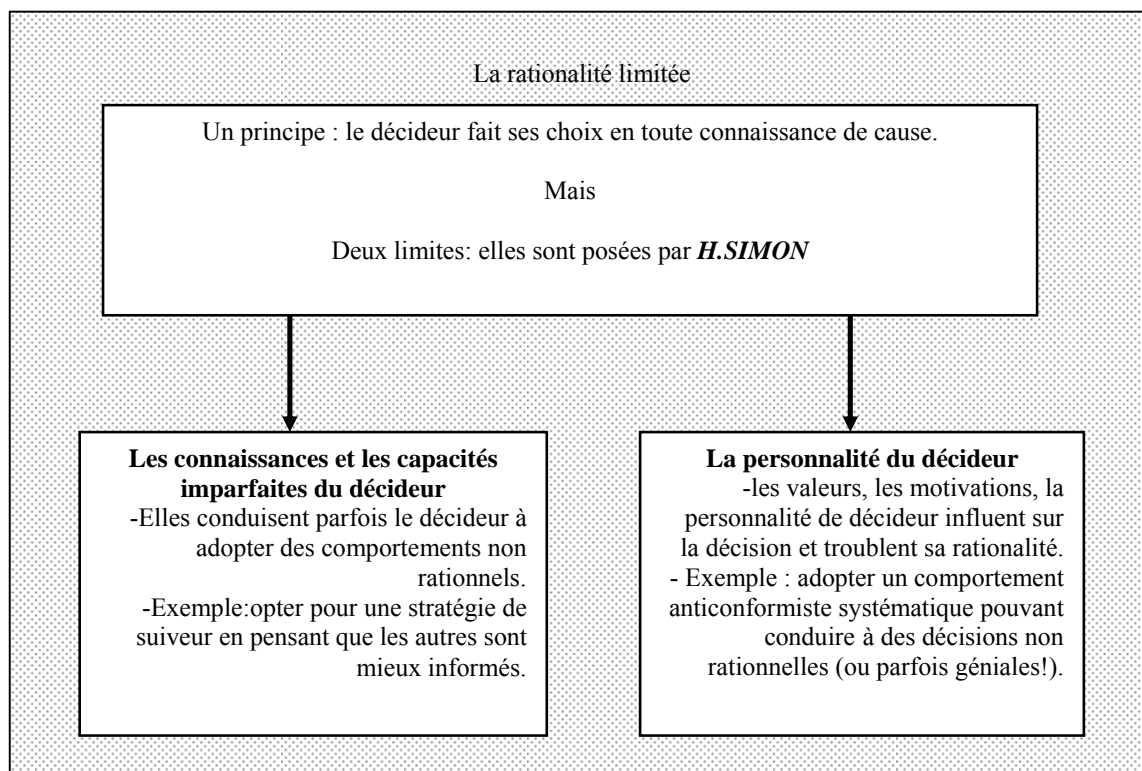 La rationalité limitée
Un principe : le décideur fait ses choix en toute connaissance de cause.
Mais
Deux limites: elles sont posées par H.SIMON
Les connaissances et les capacités
imparfaites du décideur
-Elles conduisent parfois le décideur à
adopter des comportements non
rationnels.
-Exemple:opter pour une stratégie de
suiveur en pensant que les autres sont
mieux informés.
La personnalité du décideur
-les valeurs, les motivations, la
personnalité de décideur influent sur
la décision et troublent sa rationalité.
- Exemple : adopter un comportement
anticonformiste systématique pouvant
conduire à des décisions non
rationnelles (ou parfois géniales!).